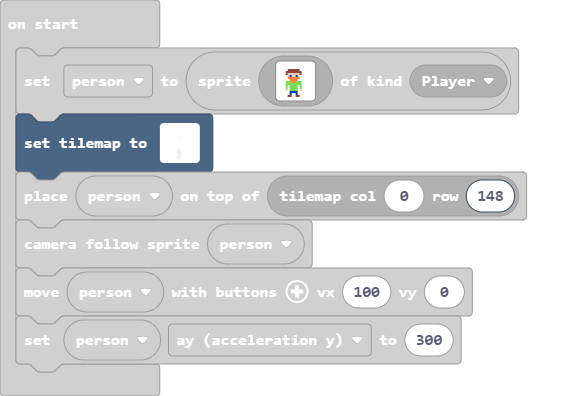 on start
set person to sprite of kind Player
set tilemap to
place person on top of tilemap col 0 row 148
camera follow sprite person
move person with buttons vx 100 vy 0
set person ay (acceleration y) to 300